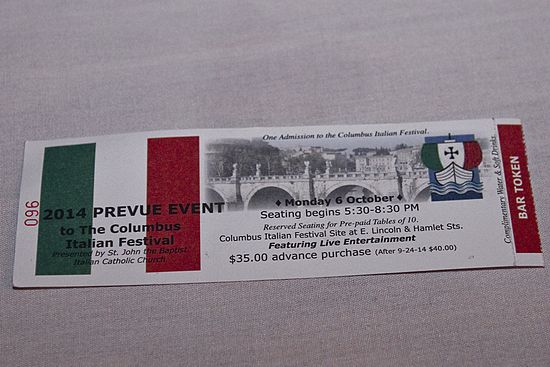 One Admission to the Columbus Italian Festival.
096
2014 PREVUE EVENT
to The Columbus
Italian Festival
Presented by St. John the Baptist
Italian Catholic Church
♦ Monday 6 October ♦
Seating begins 5:30-8:30 PM
Reserved Seating for Pre-paid Tables of 10.
Columbus Italian Festival Site at E. Lincoln & Hamlet Sts.
Featuring Live Entertainment
$35.00 advance purchase (After 9-24-14 $40.00)
Complimentary Water & Soft Drinks.
BAR TOKEN